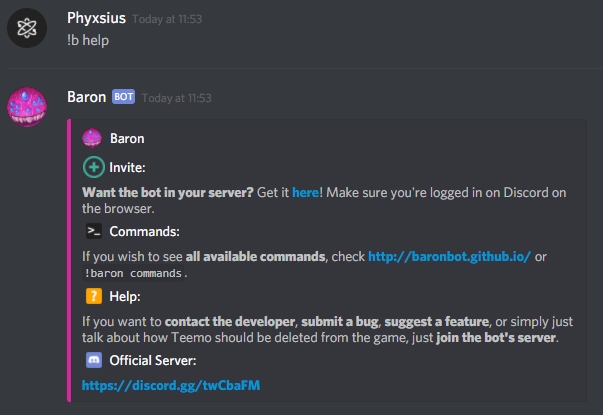 Phyxsius Today at 11:53
!b help
Baron BOT Today at 11:53
Baron
Invite:
Want the bot in your server? Get it here! Make sure you're logged in on Discord on
the browser.
>_ Commands:
If you wish to see all available commands, check http://baronbot.github.io/ or
!baron commands.
? Help:
If you want to contact the developer, submit a bug, suggest a feature, or simply just
talk about how Teemo should be deleted from the game, just join the bot's server.
Official Server:
https://discord.gg/twCbaFM